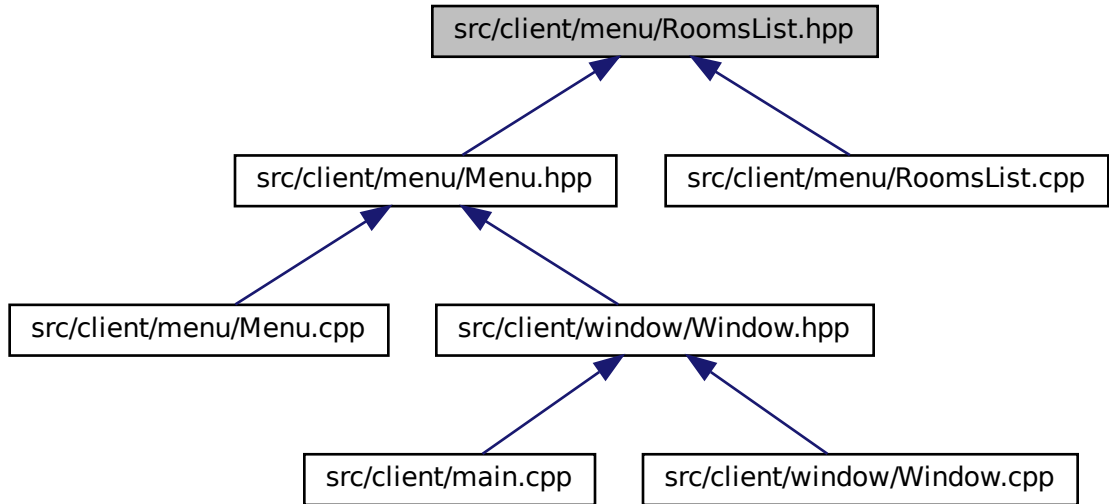 src/client/menu/RoomsList.hpp
src/client/menu/Menu.hpp
src/client/menu/RoomsList.cpp
src/client/menu/Menu.cpp
src/client/window/Window.hpp
src/client/main.cpp
src/client/window/Window.cpp